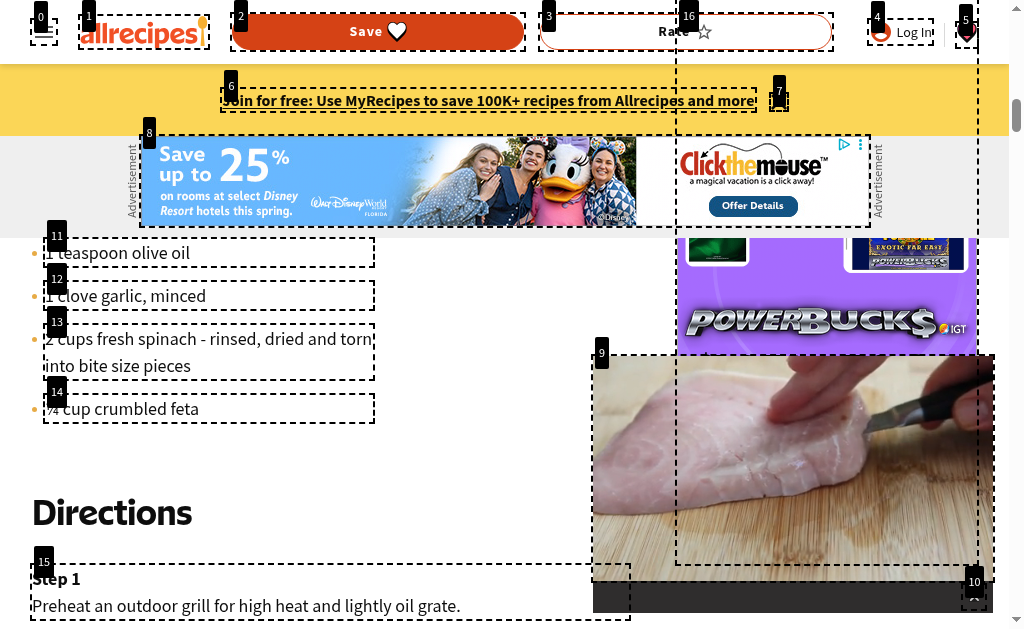 0
1
2
3
16
4
5
allrecipes
Save
Rate
Log In
6
7
Join for free: Use MyRecipes to save 100K+ recipes from Allrecipes and more
8
Advertisement
Save up to 25%
on rooms at select Disney
Resort hotels this spring.
Walt Disney World
FLORIDA
©Disney
Clickthemouse™
a magical vacation is a click away!
Offer Details
Advertisement
11
1 teaspoon olive oil
12
1 clove garlic, minced
13
2 cups fresh spinach - rinsed, dried and torn
into bite size pieces
14
¼ cup crumbled feta
EXOTIC FAR EAST
POWERBUCKS
POWERBUCK$
IGT
9
Directions
15
Step 1
Preheat an outdoor grill for high heat and lightly oil grate.
10